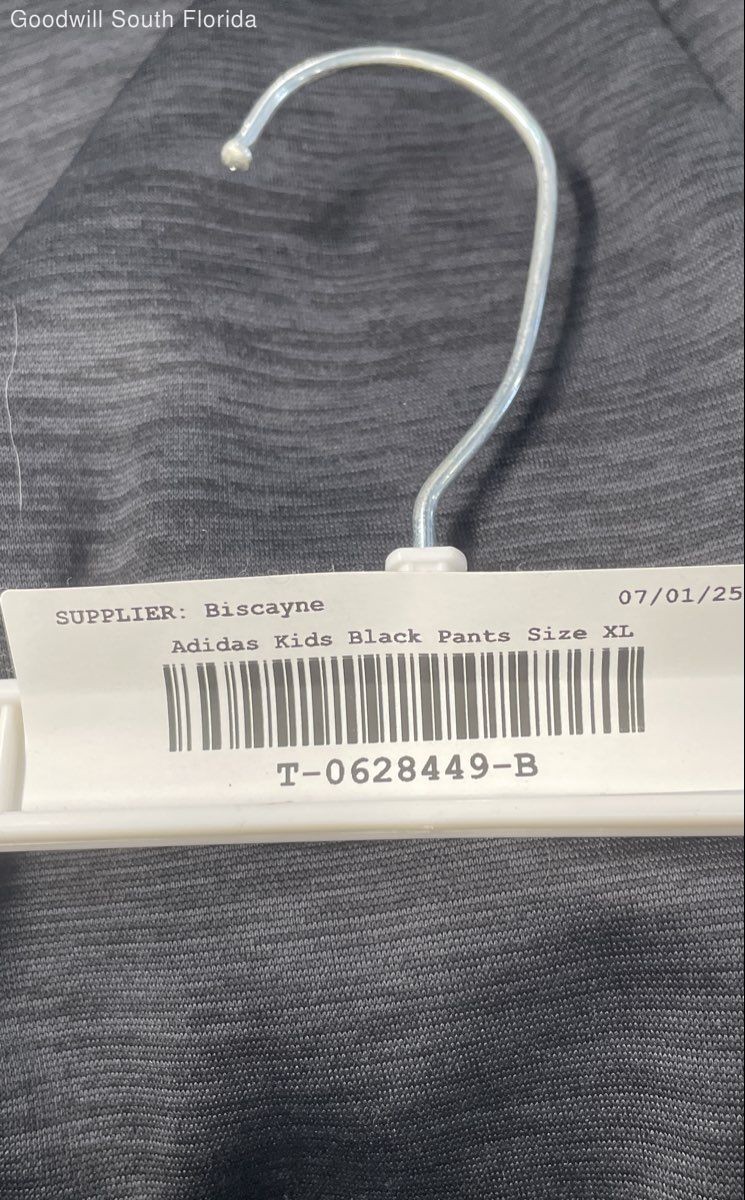 Goodwill South Florida
SUPPLIER: Biscayne
07/01/25
Adidas Kids Black Pants Size XL
T-0628449-B